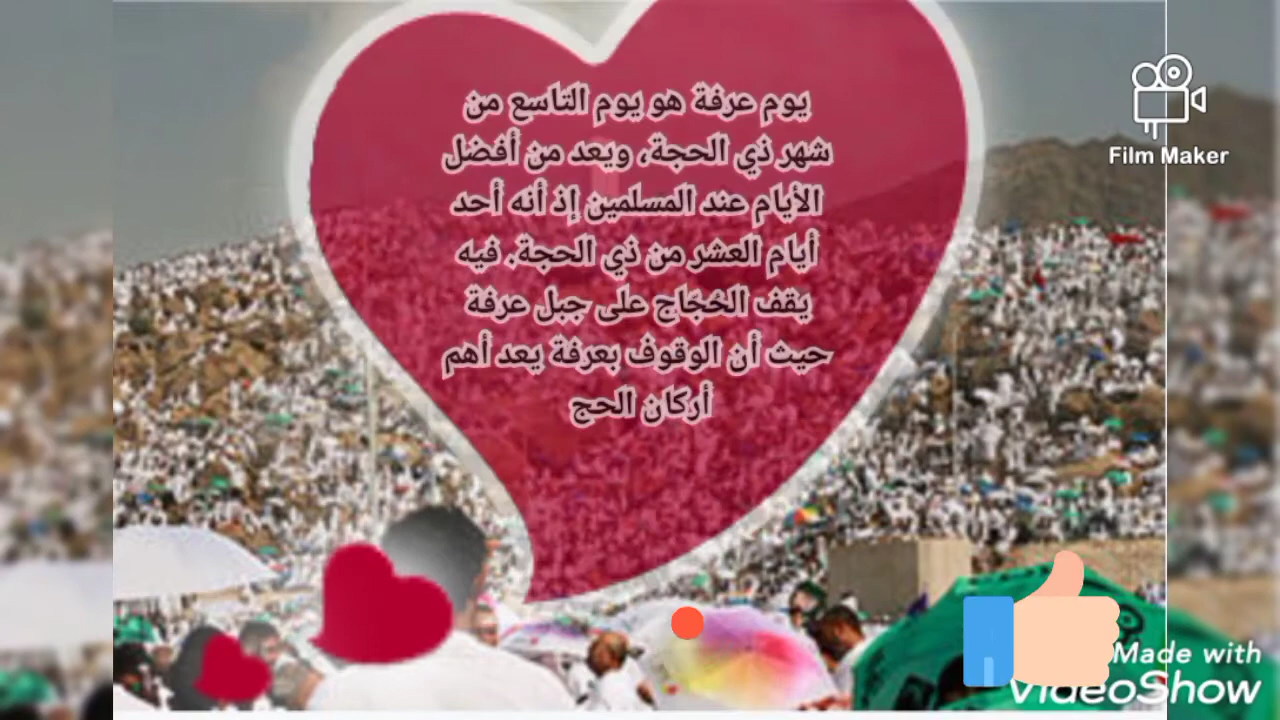 يوم عرفة هو يوم التاسع من
شهر ذي الحجة، ويعد من أفضل
الأيام عند المسلمين إذ أنه أحد
أيام العشر من ذي الحجة. فيه
يقف الحُجّاج على جبل عرفة
حيث أن الوقوف بعرفة يعد أهم
أركان الحج
Film Maker
Made with
VideoShow